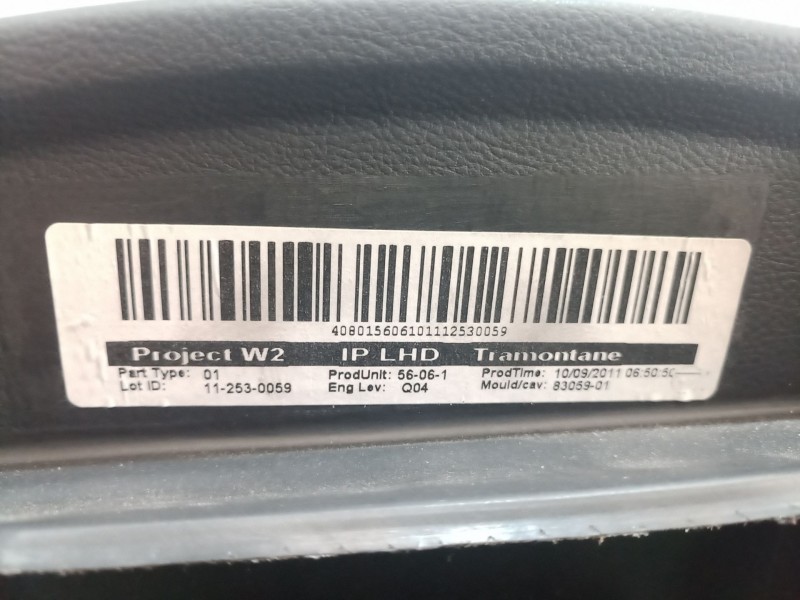 4080156061011112530059
Project W2 IP LHD Tramontane
Part Type: 01 ProdUnit: 56-06-1 ProdTime: 10/09/2011 06:50:50
Lot ID: 11-253-0059 Eng Lev: Q04 Mould/cav: 83059-01